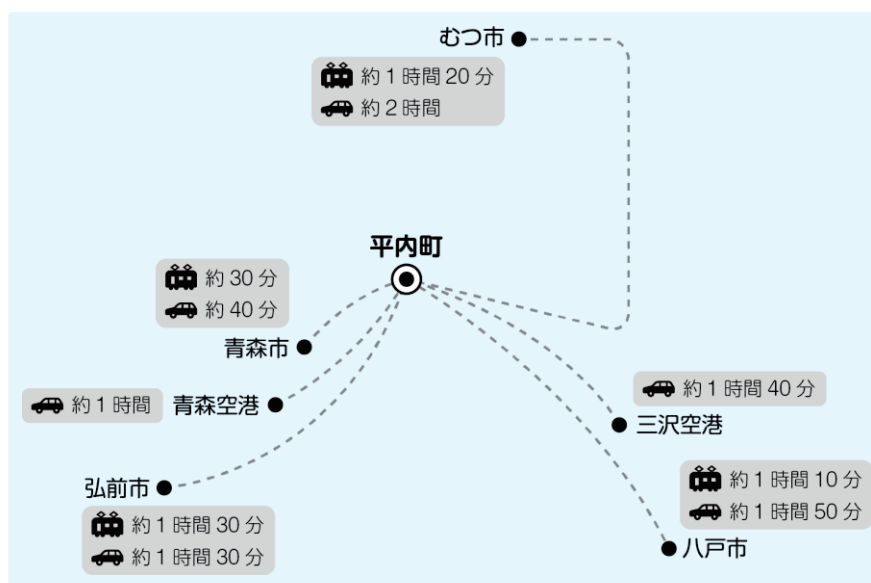 むつ市
約1時間20分
約2時間
平内町
約30分
約40分
青森市
約1時間
青森空港
約1時間40分
三沢空港
弘前市
約1時間30分
約1時間30分
約1時間10分
約1時間50分
八戸市